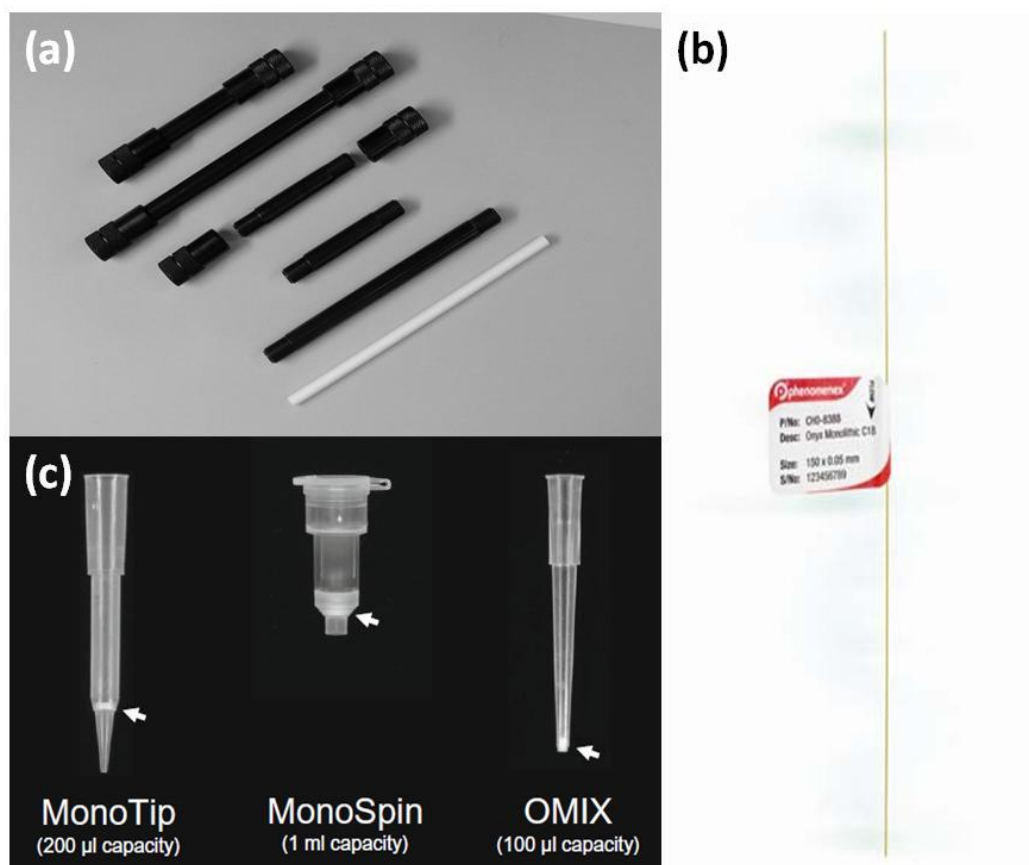 (a)
(b)
phenomenex
FLOW
P/No: CH0-8388
Desc: Onyx Monolithic C18
Size: 150 x 0.05 mm
S/No: 123456789
(c)
MonoTip
(200 µl capacity)
MonoSpin
(1 ml capacity)
OMIX
(100 µl capacity)